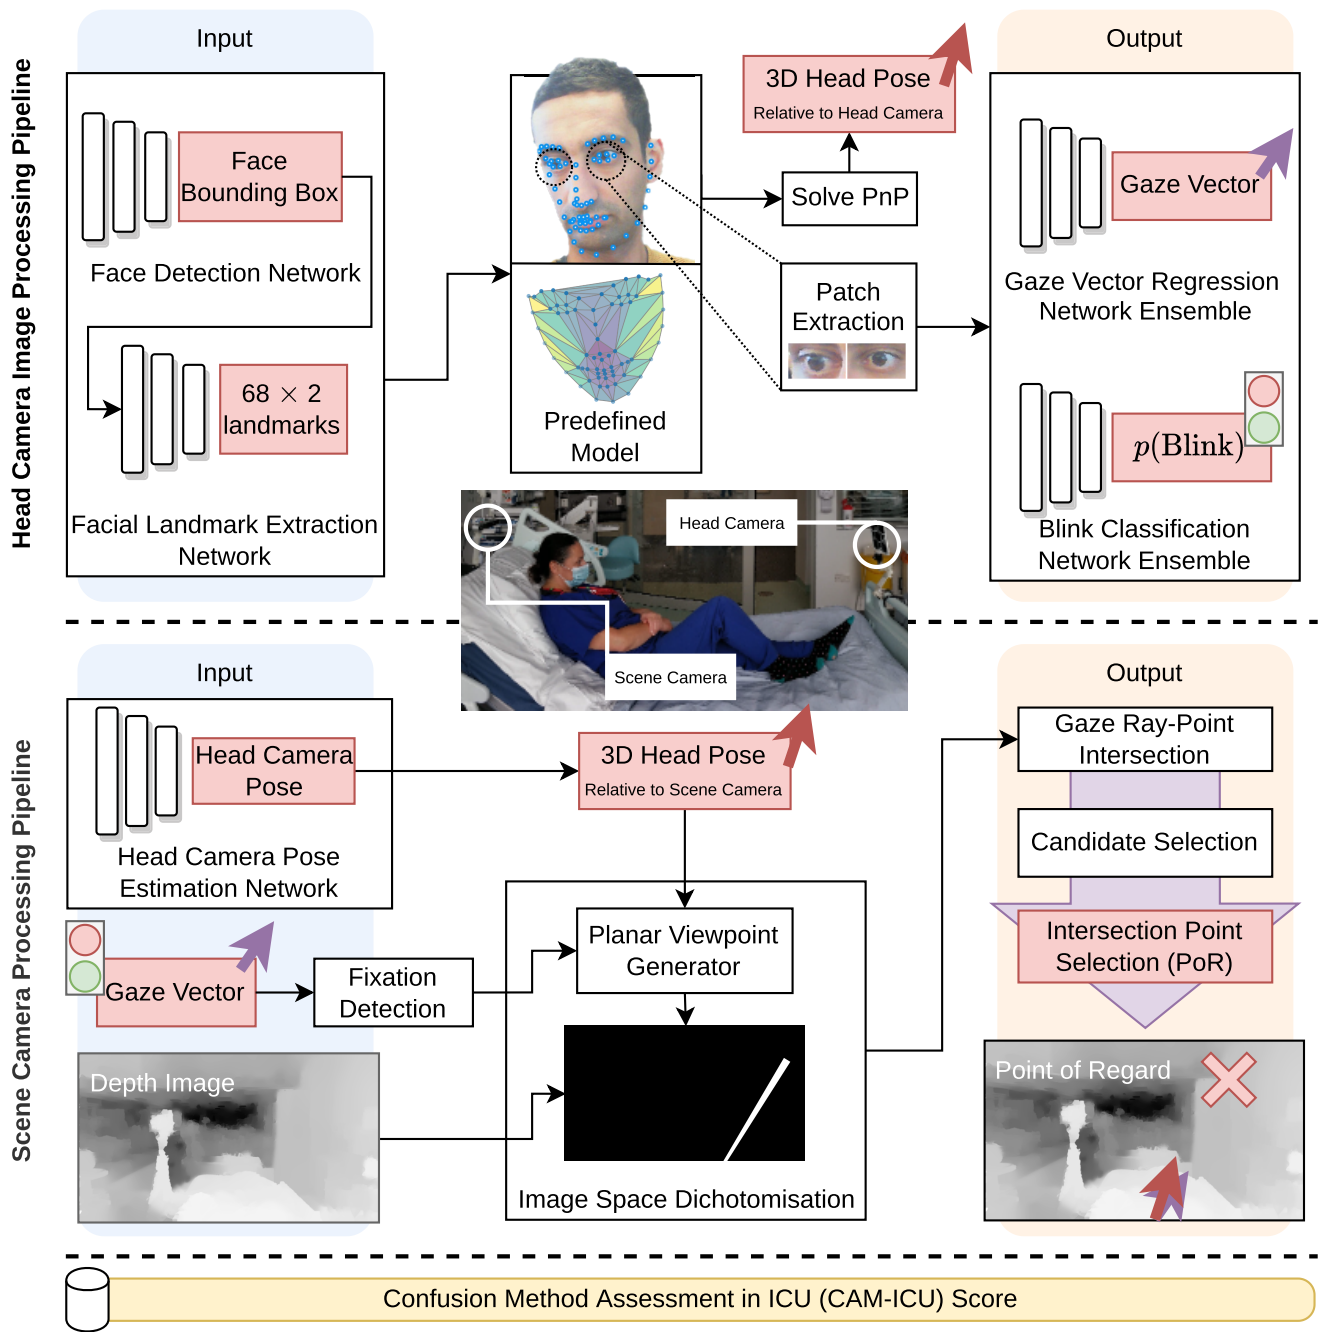 Head Camera Image Processing Pipeline
Input
Face
Bounding Box
Face Detection Network
68 × 2
landmarks
Facial Landmark Extraction
Network
Predefined
Model
3D Head Pose
Relative to Head Camera
Solve PnP
Patch
Extraction
Output
Gaze Vector
Gaze Vector Regression
Network Ensemble
p(Blink)
Blink Classification
Network Ensemble
Head Camera
Scene Camera
Scene Camera Processing Pipeline
Input
Head Camera
Pose
Head Camera Pose
Estimation Network
Gaze Vector
Fixation
Detection
Depth Image
3D Head Pose
Relative to Scene Camera
Planar Viewpoint
Generator
Image Space Dichotomisation
Output
Gaze Ray-Point
Intersection
Candidate Selection
Intersection Point
Selection (PoR)
Point of Regard
Confusion Method Assessment in ICU (CAM-ICU) Score